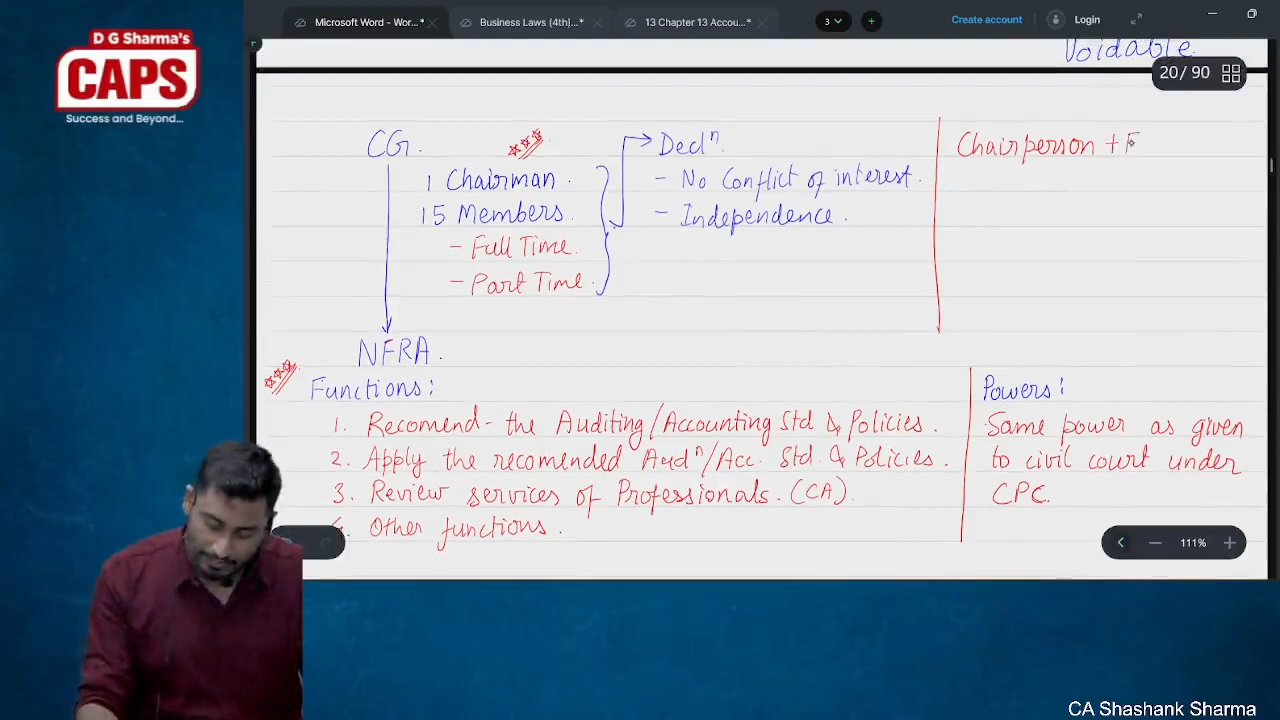 Microsoft Word - Wor...*
Business Laws (4th)...*
13 Chapter 13 Accou...*
3
Create account
Login
D G Sharma's
CAPS
Success and Beyond...
Voidable
20/ 90
CG.
1 Chairman.
15 Members.
- Full Time.
- Part Time.
Declⁿ.
- No Conflict of interest.
- Independence.
Chairperson + F
NFRA.
Functions:
1. Recomend- the Auditing/Accounting Std & Policies.
2. Apply the recomended Audⁿ/Acc. Std. & Policies.
3. Review services of Professionals. (CA).
Other functions.
Powers:
Same power as given
to civil court under
CPC.
111%
CA Shashank Sharma